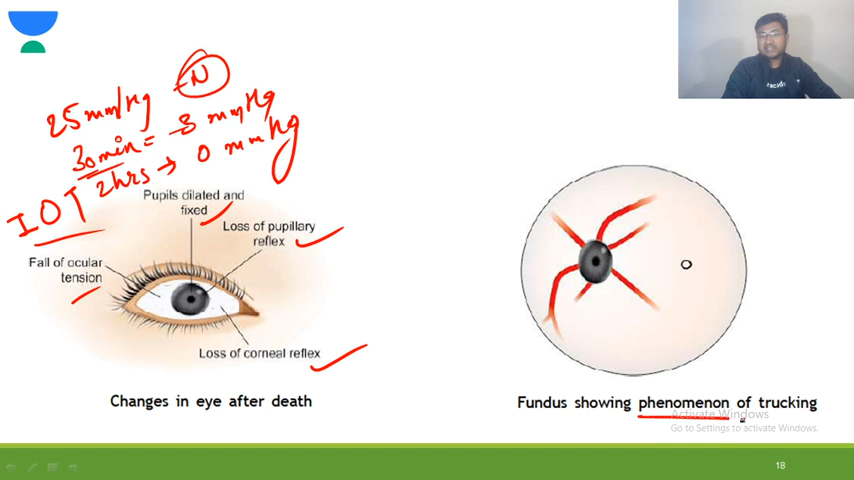 25 mm/Hg N
30 min = 3 mmHg
2 hrs → 0 mmHg
IOT
Pupils dilated and
fixed
Loss of pupillary
reflex
Fall of ocular
tension
Loss of corneal reflex
Changes in eye after death
Fundus showing phenomenon of trucking
Activate Windows
Go to Settings to activate Windows.
18